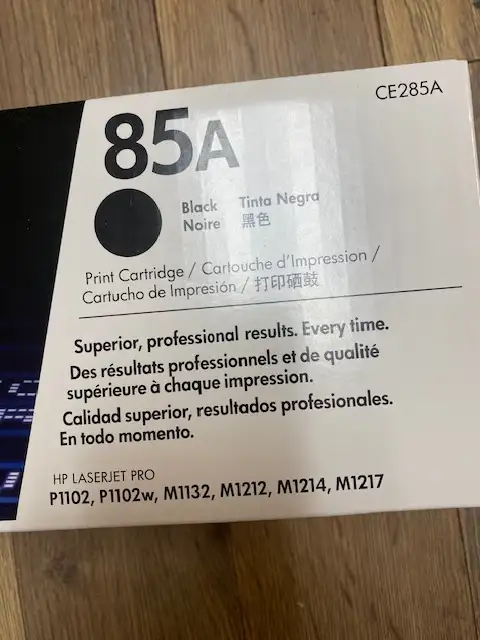 CE285A
85A
Black Tinta Negra
Noire 黑色
Print Cartridge / Cartouche d'Impression /
Cartucho de Impresión / 打印硒鼓
Superior, professional results. Every time.
Des résultats professionnels et de qualité
supérieure à chaque impression.
Calidad superior, resultados profesionales.
En todo momento.
HP LASERJET PRO
P1102, P1102w, M1132, M1212, M1214, M1217